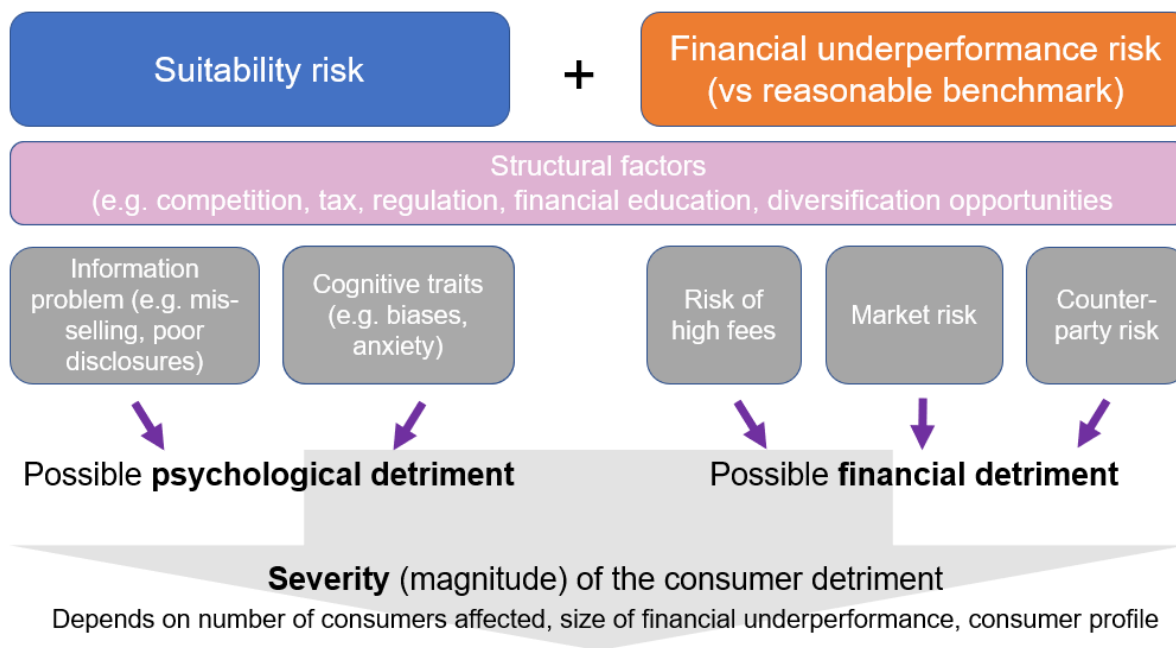 Suitability risk
+
Financial underperformance risk
(vs reasonable benchmark)
Structural factors
(e.g. competition, tax, regulation, financial education, diversification opportunities
Information
problem (e.g. mis-
selling, poor
disclosures)
Cognitive traits
(e.g. biases,
anxiety)
Risk of
high fees
Market risk
Counter-
party risk
Possible psychological detriment
Possible financial detriment
Severity (magnitude) of the consumer detriment
Depends on number of consumers affected, size of financial underperformance, consumer profile